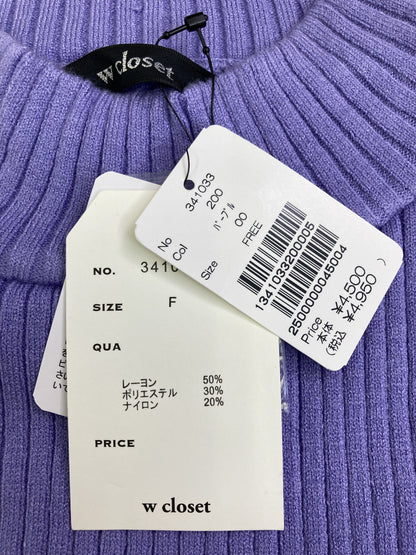 w closet
No 341033
Col 200
ﾊﾟｰﾌﾟﾙ
Size 00
FREE
1341033200005
2500000045004
Price
本体 ¥4,500
(税込 ¥4,950 )
NO. 341
SIZE F
QUA
レーヨン 50%
ポリエステル 30%
ナイロン 20%
PRICE
w closet